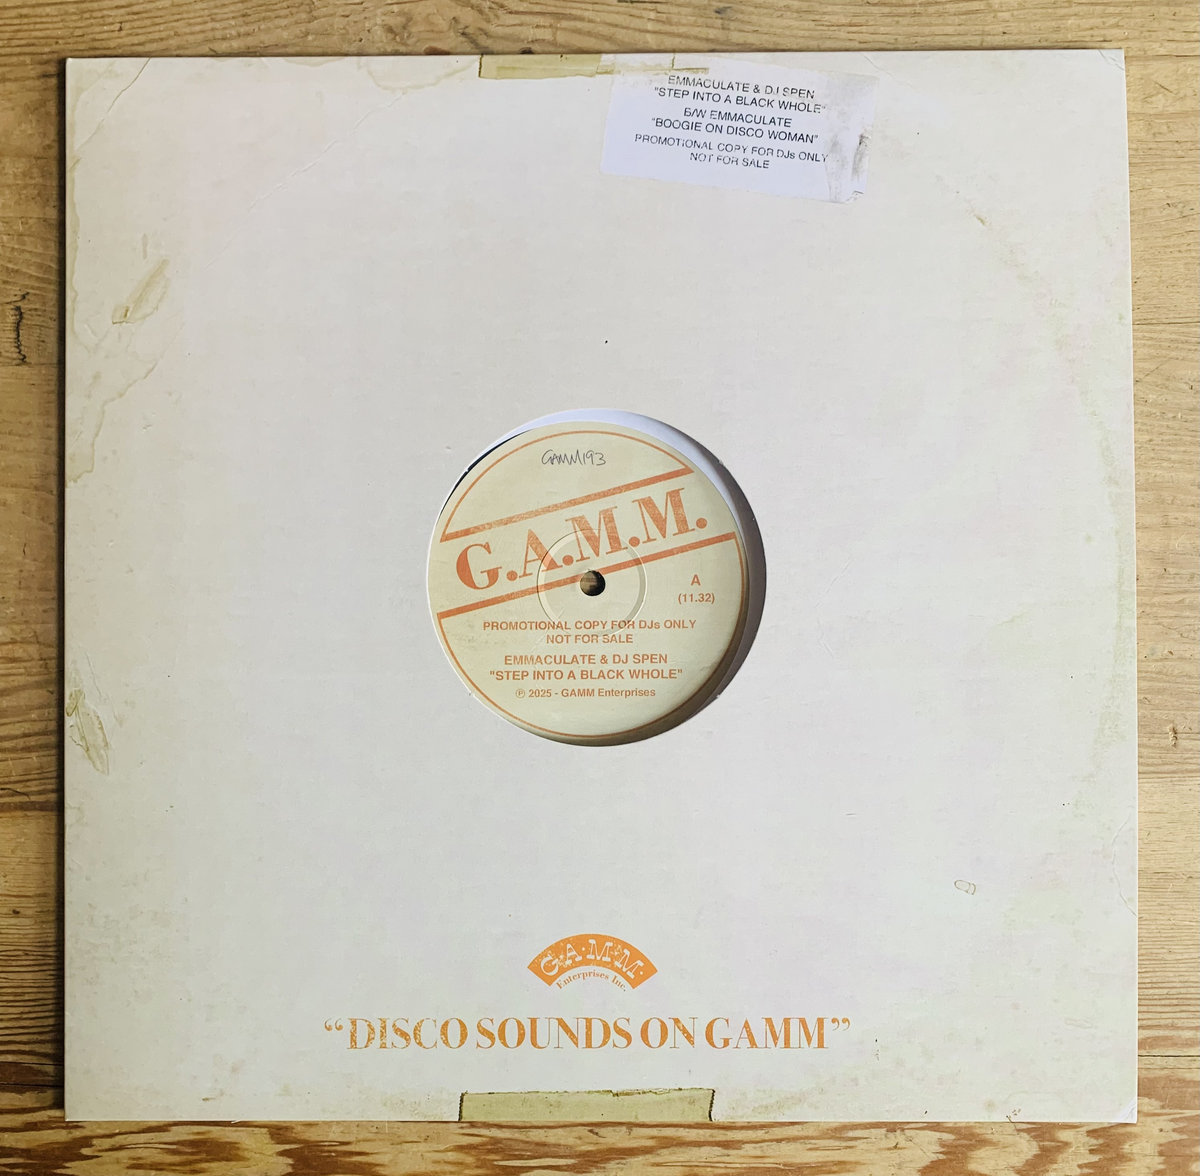 EMMACULATE & DJ SPEN
"STEP INTO A BLACK WHOLE"
B/W EMMACULATE
"BOOGIE ON DISCO WOMAN"
PROMOTIONAL COPY FOR DJs ONLY
NOT FOR SALE
GAMM193
G.A.M.M.
A
(11.32)
PROMOTIONAL COPY FOR DJs ONLY
NOT FOR SALE
EMMACULATE & DJ SPEN
"STEP INTO A BLACK WHOLE"
℗ 2025 - GAMM Enterprises
G·A·M·M·
Enterprises Inc.
“DISCO SOUNDS ON GAMM”